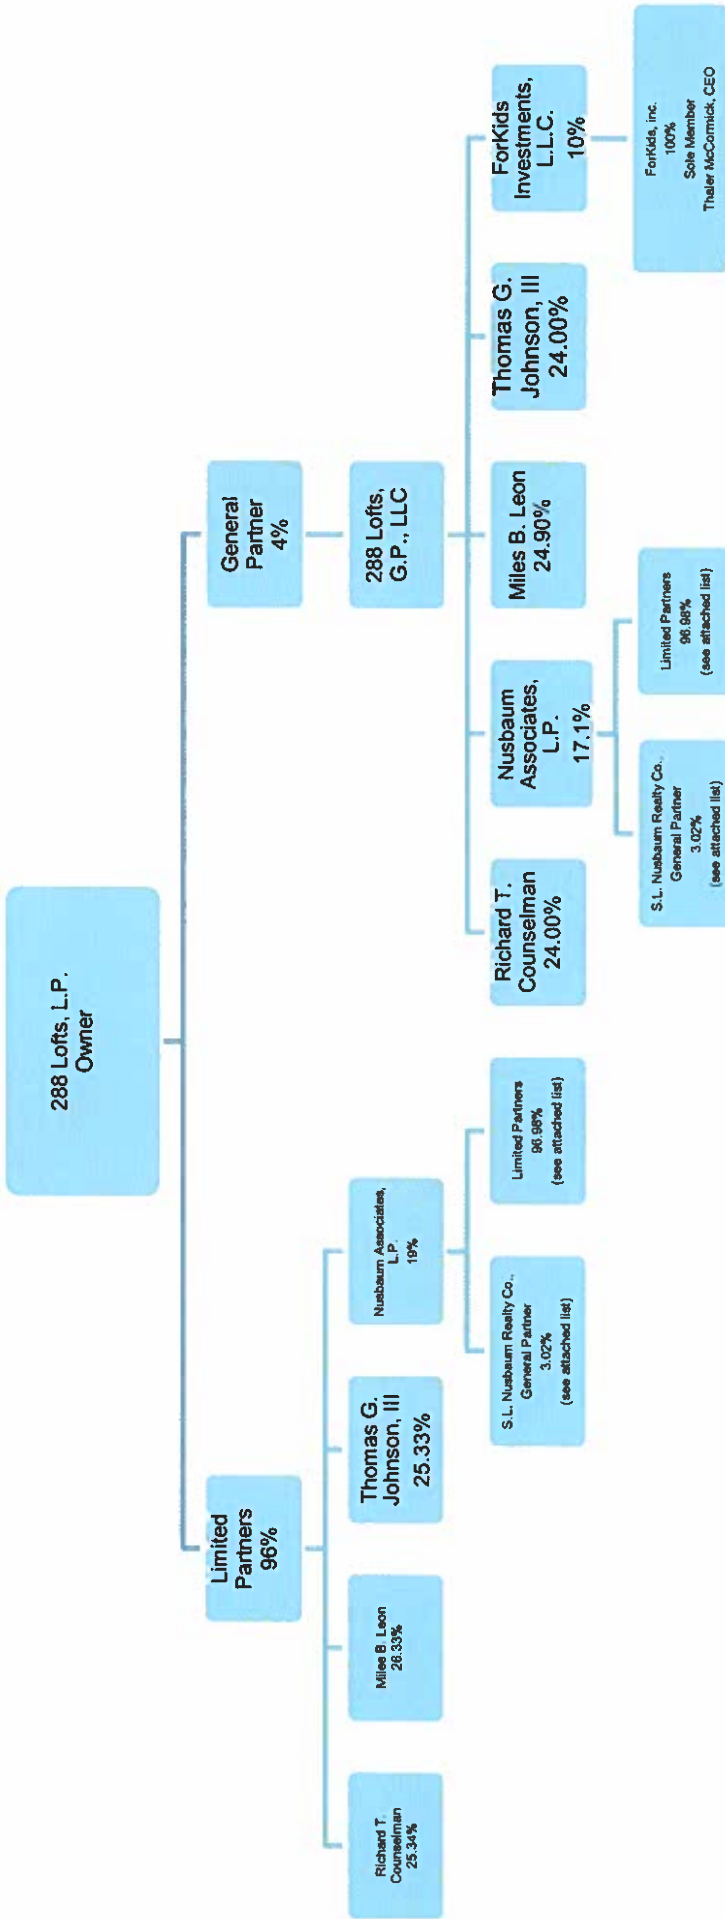 288 Lofts, L.P.
Owner
Limited
Partners
96%
General
Partner
4%
Richard T.
Counselman
25.34%
Miles B. Leon
26.33%
Thomas G.
Johnson, III
25.33%
Nusbaum Associates,
L.P.
19%
288 Lofts,
G.P., LLC
S.L. Nusbaum Realty Co.,
General Partner
3.02%
(see attached list)
Limited Partners
96.98%
(see attached list)
Richard T.
Counselman
24.00%
Nusbaum
Associates,
L.P.
17.1%
Miles B. Leon
24.90%
Thomas G.
Johnson, III
24.00%
ForKids
Investments,
L.L.C.
10%
S.L. Nusbaum Realty Co.,
General Partner
3.02%
(see attached list)
Limited Partners
96.98%
(see attached list)
ForKids, inc.
100%
Sole Member
Thaler McCormick, CEO